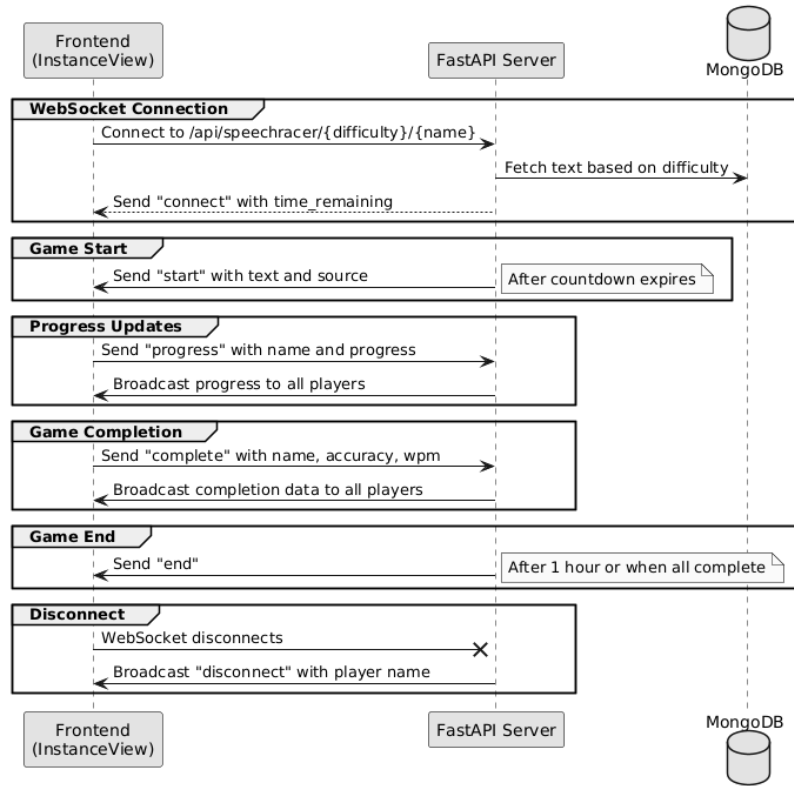 Frontend
(InstanceView)
FastAPI Server
MongoDB
WebSocket Connection
Connect to /api/speechracer/{difficulty}/{name}
Fetch text based on difficulty
Send "connect" with time_remaining
Game Start
Send "start" with text and source
After countdown expires
Progress Updates
Send "progress" with name and progress
Broadcast progress to all players
Game Completion
Send "complete" with name, accuracy, wpm
Broadcast completion data to all players
Game End
Send "end"
After 1 hour or when all complete
Disconnect
WebSocket disconnects
Broadcast "disconnect" with player name
Frontend
(InstanceView)
FastAPI Server
MongoDB